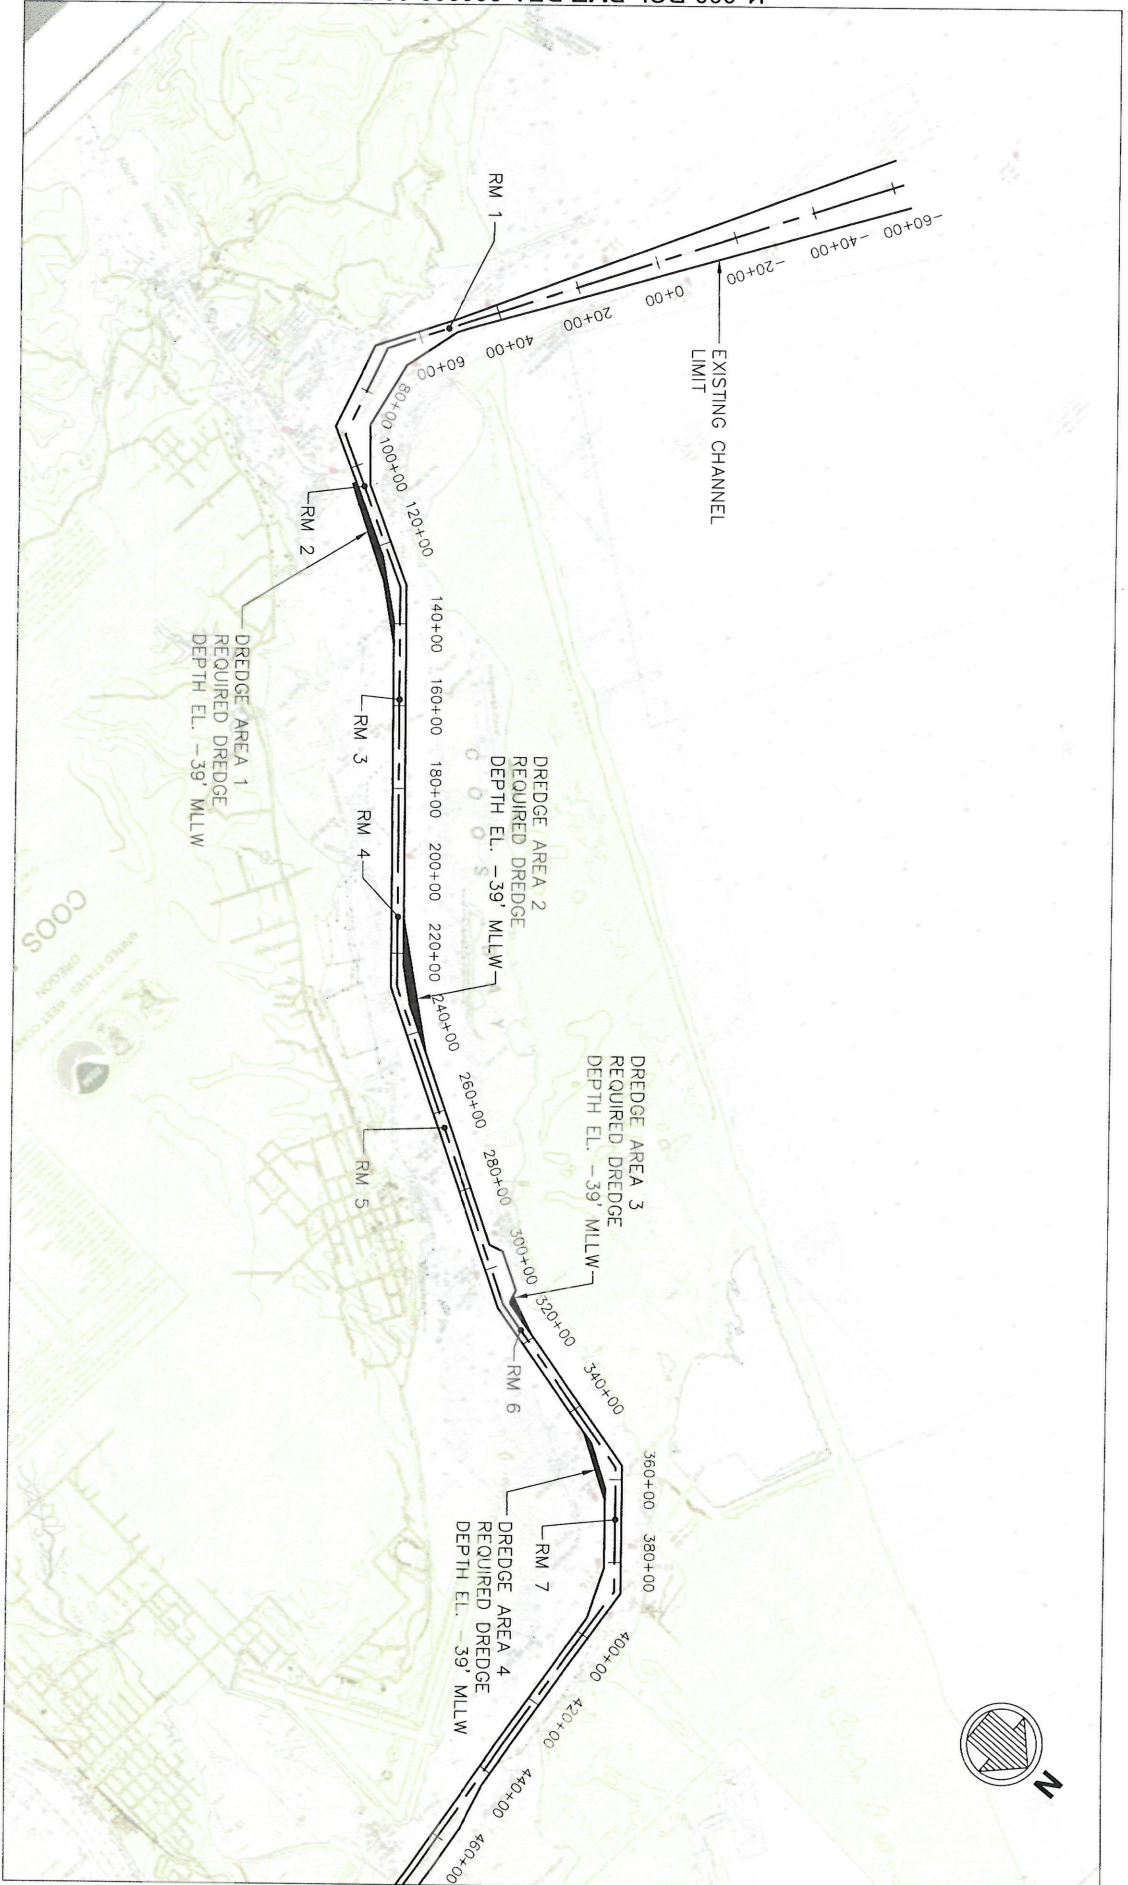 RM 1
EXISTING CHANNEL
LIMIT
-60+00
-40+00
-20+00
0+00
20+00
40+00
60+00
80+00
100+00
120+00
140+00
160+00
180+00
200+00
220+00
240+00
260+00
280+00
300+00
320+00
340+00
360+00
380+00
400+00
420+00
440+00
460+00
RM 2
DREDGE AREA 1
REQUIRED DREDGE
DEPTH EL. -39' MLLW
RM 3
RM 4
DREDGE AREA 2
REQUIRED DREDGE
DEPTH EL. -39' MLLW
RM 5
DREDGE AREA 3
REQUIRED DREDGE
DEPTH EL. -39' MLLW
RM 6
RM 7
DREDGE AREA 4
REQUIRED DREDGE
DEPTH EL. -39' MLLW
COOS
UNITED STATES - WEST COAST
OREGON
N